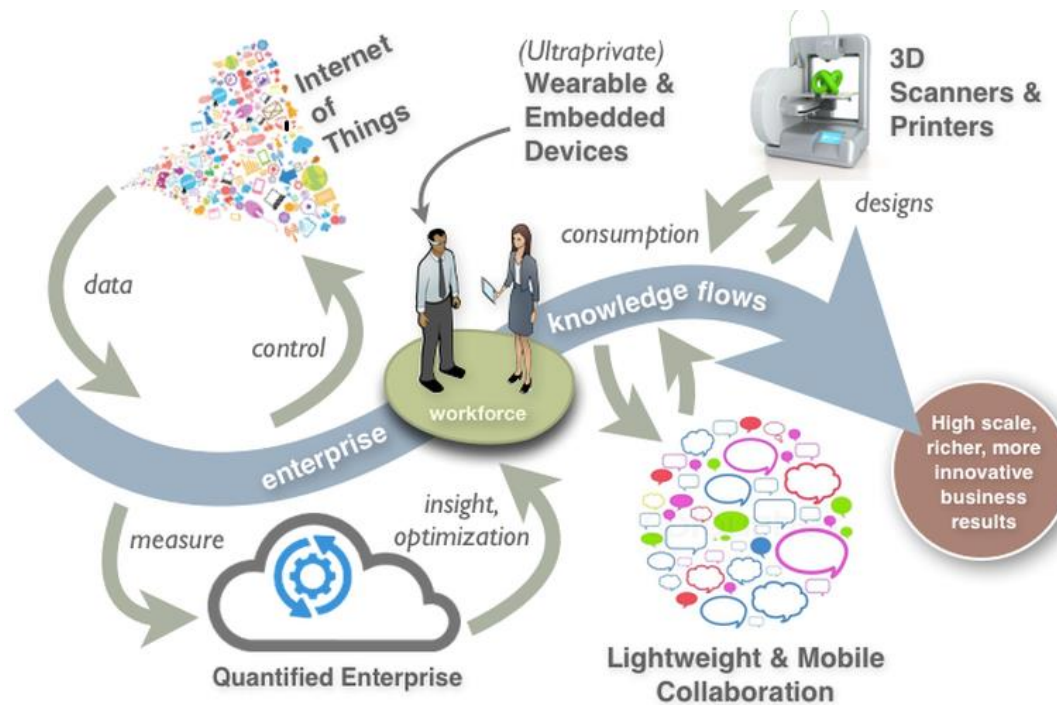 Internet
of
Things
(Ultraprivate)
Wearable &
Embedded
Devices
3D
Scanners &
Printers
data
control
consumption
designs
enterprise
workforce
knowledge flows
measure
insight,
optimization
Quantified Enterprise
Lightweight & Mobile
Collaboration
High scale,
richer, more
innovative
business
results